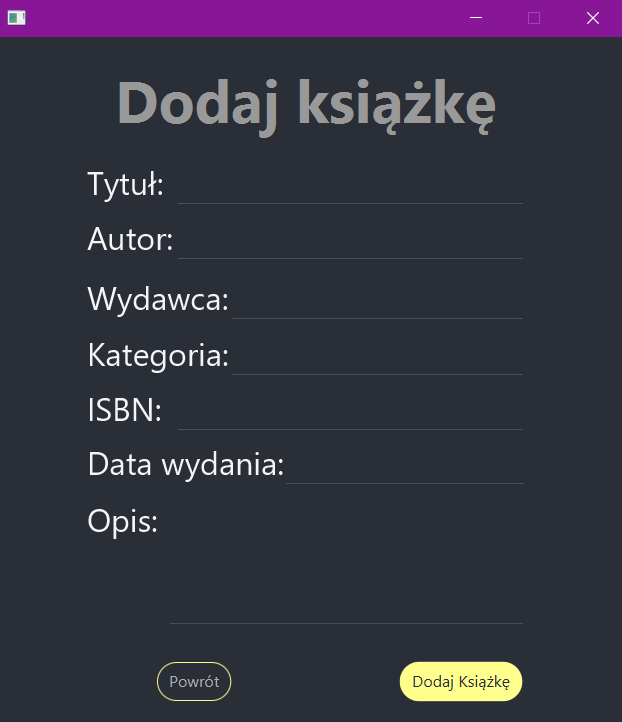 Dodaj książkę
Tytuł:
Autor:
Wydawca:
Kategoria:
ISBN:
Data wydania:
Opis:
Powrót
Dodaj Książkę